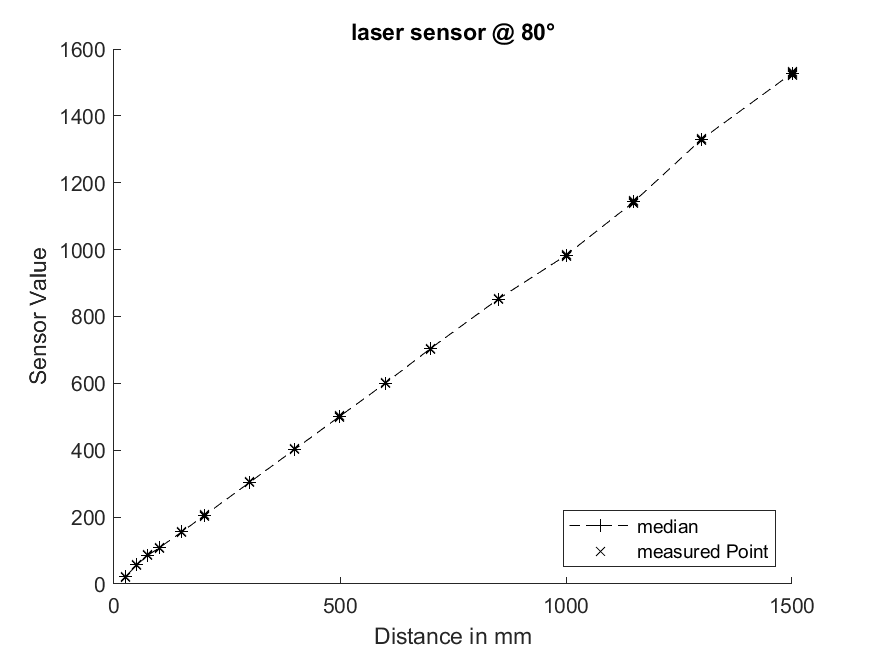 laser sensor @ 80°
1600
1400
1200
1000
800
600
400
200
0
Sensor Value
median
measured Point
0 500 1000 1500
Distance in mm